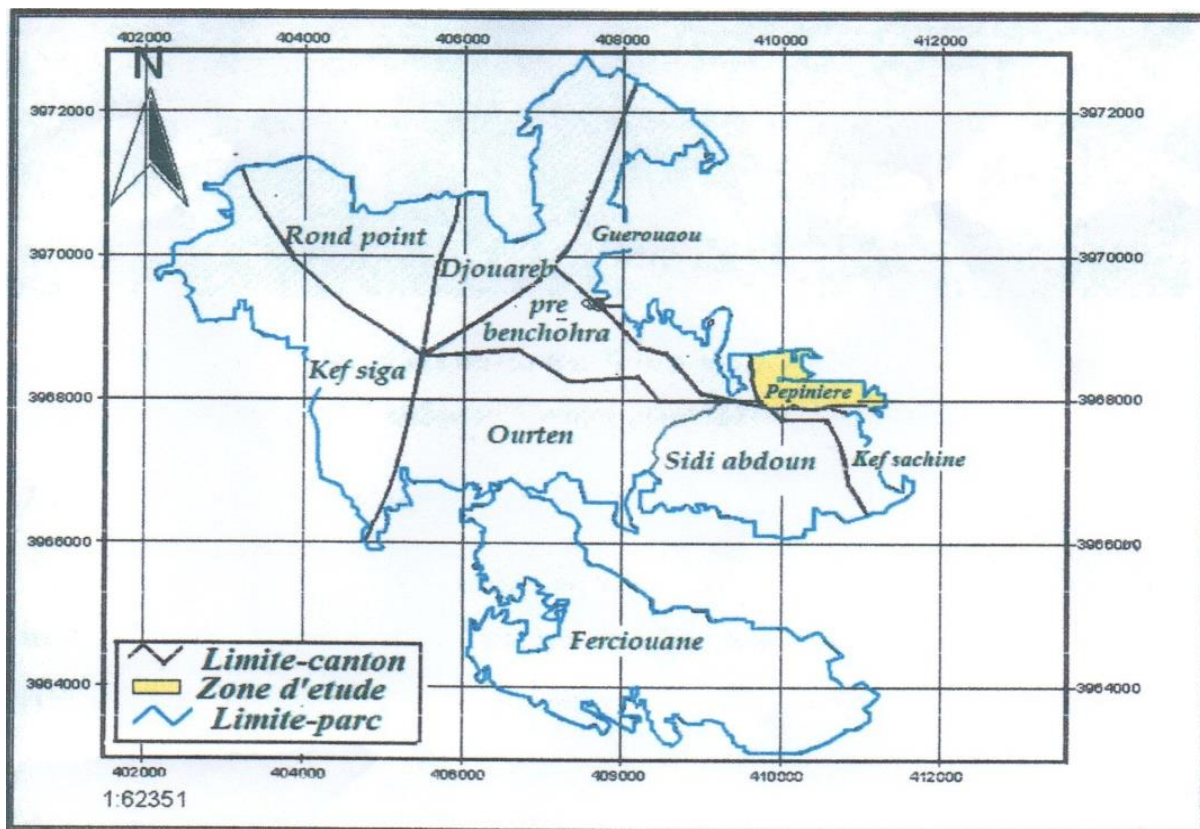 402000 404000 406000 408000 410000 412000
N
3972000 3972000
Guerouaou
Rond point
3970000 3970000
Djouareb
pre
benchohra
Kef siga
Pepiniere
3968000 3968000
Ourten
Sidi abdoun
Kef sachine
3966000 3966000
Ferciouane
Limite-canton
Zone d'etude
3964000 3964000
Limite-parc
402000 404000 406000 408000 410000 412000
1:62351